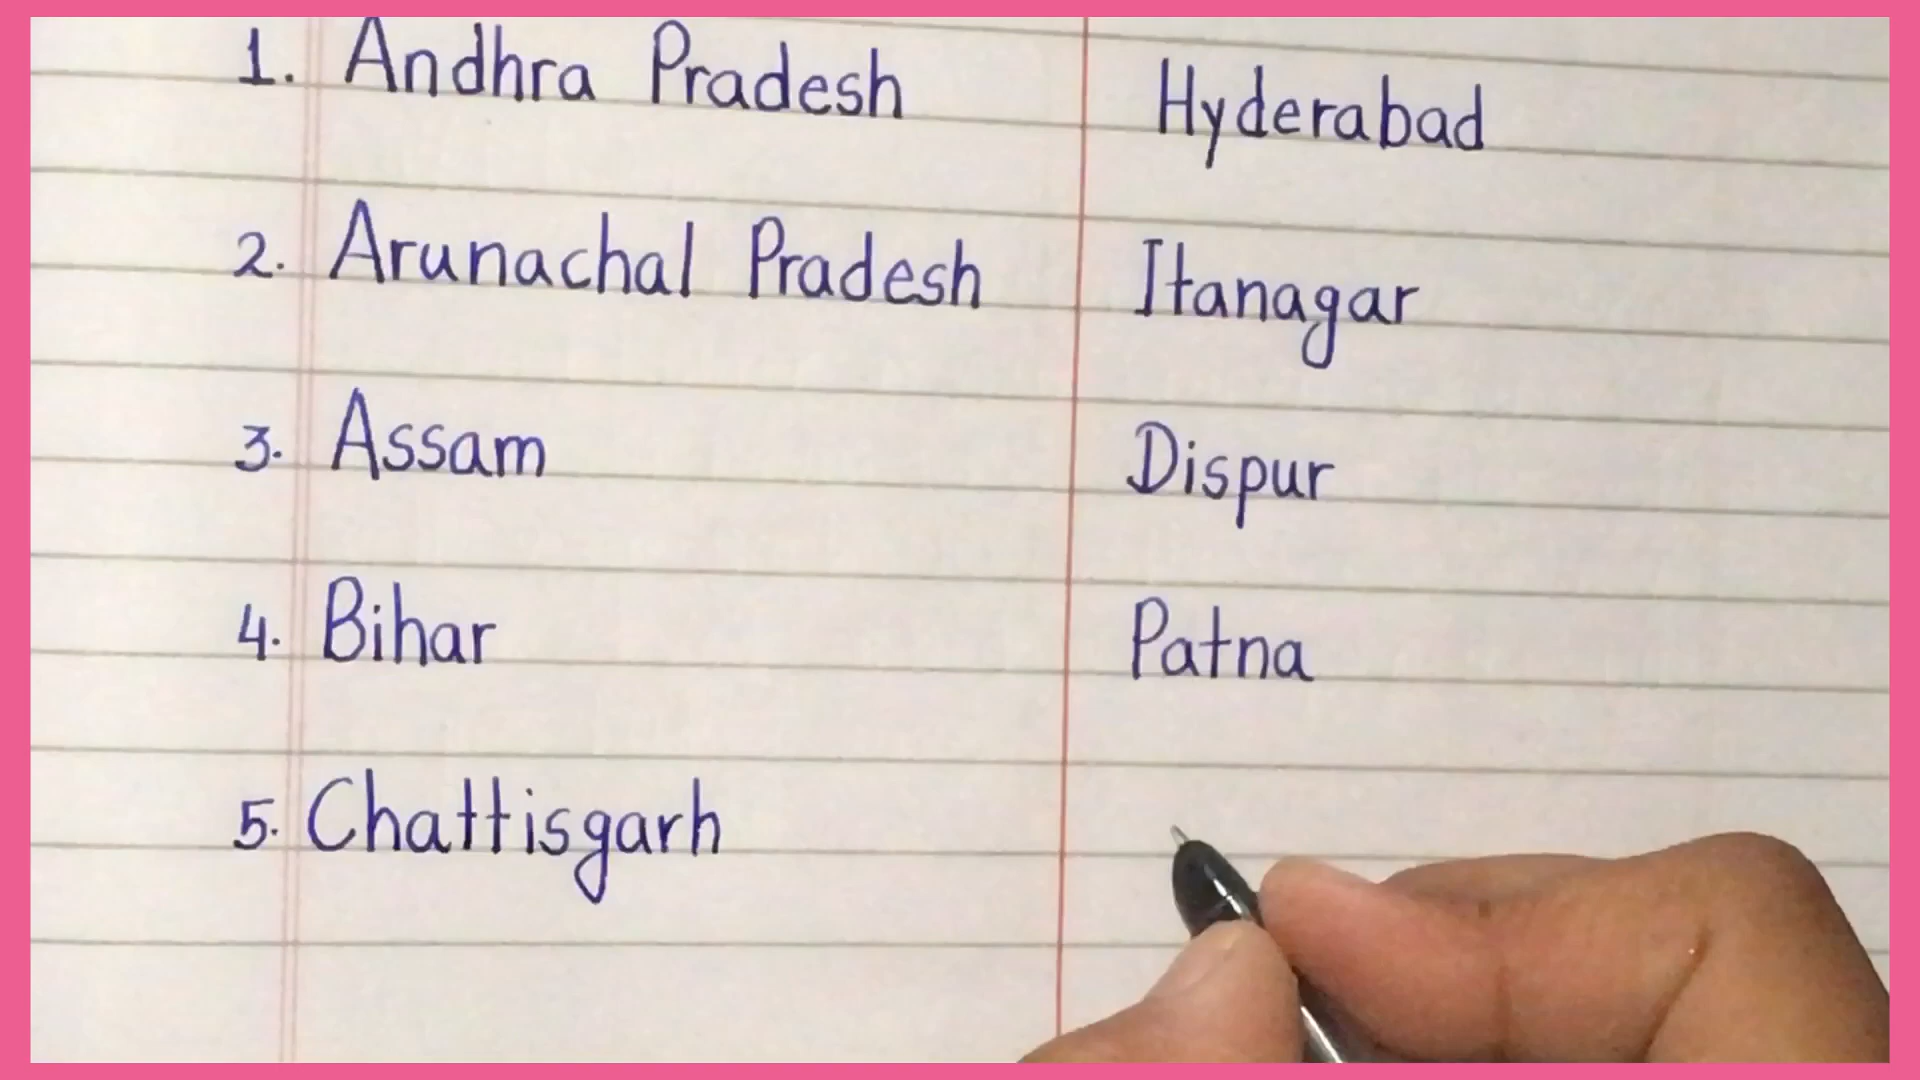 1. Andhra Pradesh Hyderabad
2. Arunachal Pradesh Itanagar
3. Assam Dispur
4. Bihar Patna
5. Chattisgarh